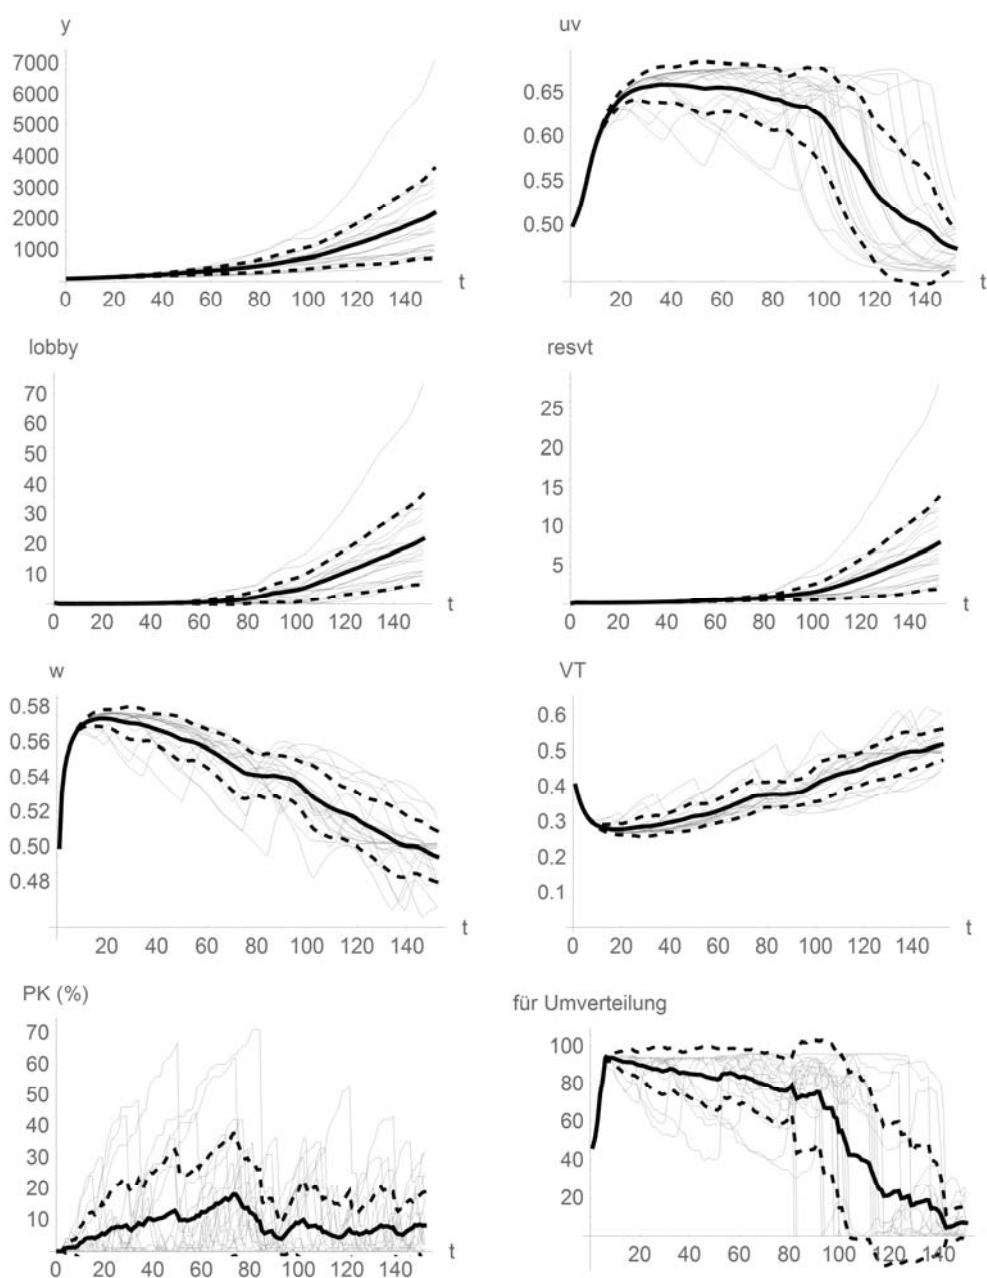 y
7000
6000
5000
4000
3000
2000
1000
0 20 40 60 80 100 120 140 t
uv
0.65
0.60
0.55
0.50
20 40 60 80 100 120 140 t
lobby
70
60
50
40
30
20
10
0 20 40 60 80 100 120 140 t
resvt
25
20
15
10
5
0 20 40 60 80 100 120 140 t
w
0.58
0.56
0.54
0.52
0.50
0.48
20 40 60 80 100 120 140 t
VT
0.6
0.5
0.4
0.3
0.2
0.1
0 20 40 60 80 100 120 140 t
PK (%)
70
60
50
40
30
20
10
0 20 40 60 80 100 120 140 t
für Umverteilung
100
80
60
40
20
20 40 60 80 100 120 140 t